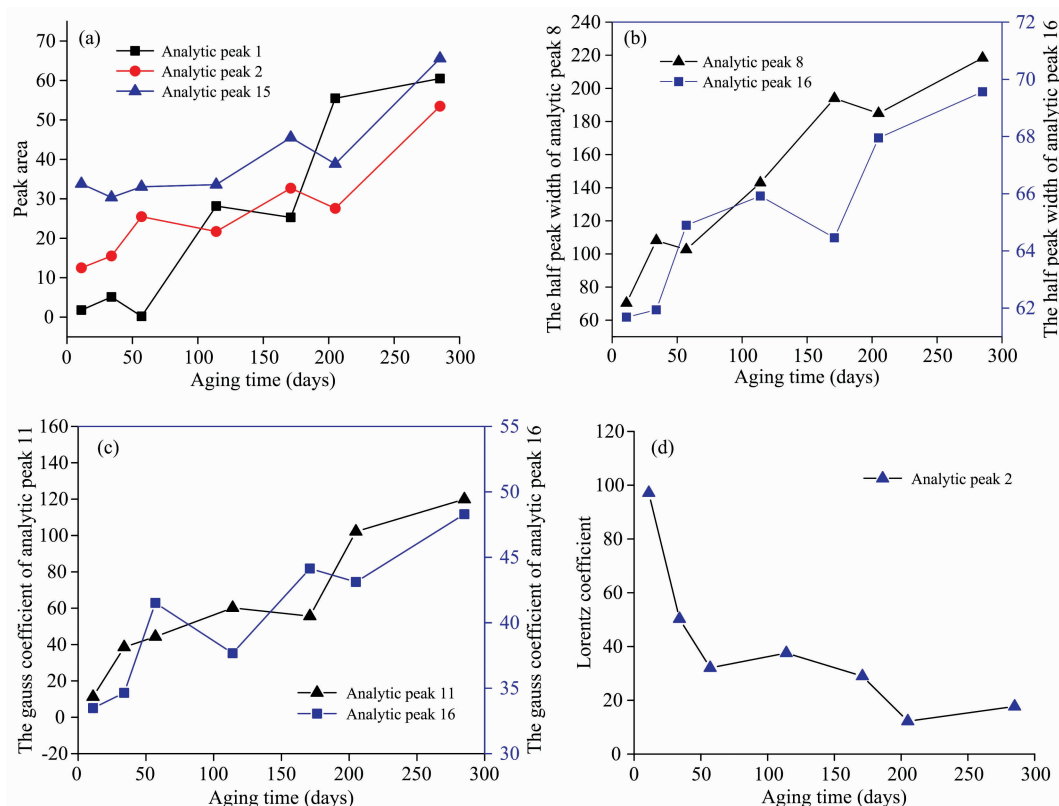 (a)
Analytic peak 1
Analytic peak 2
Analytic peak 15
70
60
50
40
30
20
10
0
Peak area
0 50 100 150 200 250 300
Aging time (days)
(b)
Analytic peak 8
Analytic peak 16
240
220
200
180
160
140
120
100
80
60
The half peak width of analytic peak 8
72
70
68
66
64
62
The half peak width of analytic peak 16
0 50 100 150 200 250 300
Aging time (days)
(c)
160
140
120
100
80
60
40
20
0
-20
The gauss coefficient of analytic peak 11
55
50
45
40
35
30
The gauss coefficient of analytic peak 16
Analytic peak 11
Analytic peak 16
0 50 100 150 200 250 300
Aging time (days)
(d)
Analytic peak 2
120
100
80
60
40
20
0
Lorentz coefficient
0 50 100 150 200 250 300
Aging time (days)